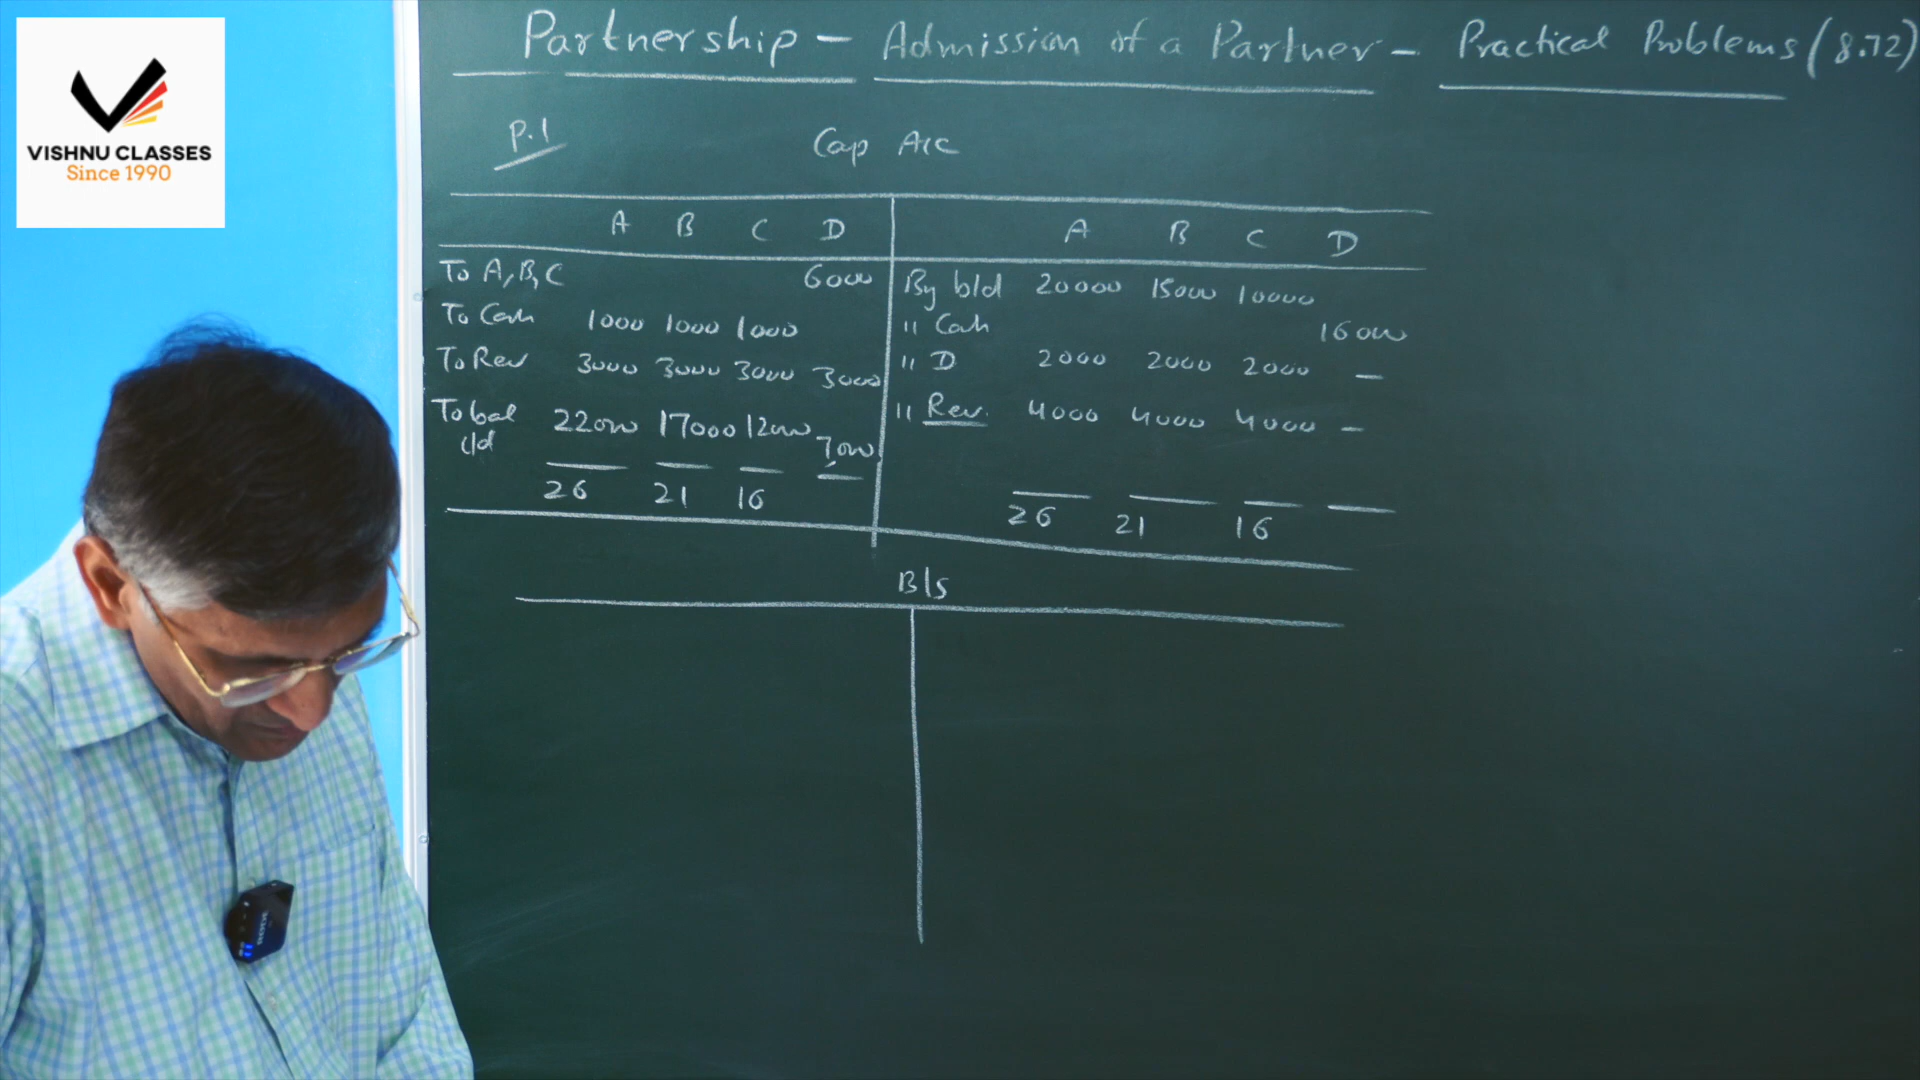 VISHNU CLASSES
Since 1990
Partnership - Admission of a Partner - Practical Problems (8.72)
P.1
Cap A/c
A B C D A B C D
To A, B, C 6000 By b/d 20000 15000 10000
To Cash 1000 1000 1000 " Cash 16000
To Rev 3000 3000 3000 3000 " D 2000 2000 2000 -
To bal c/d 22000 17000 12000 7000 " Rev. 4000 4000 4000 -
26 21 16 26 21 16
B/S
RODE